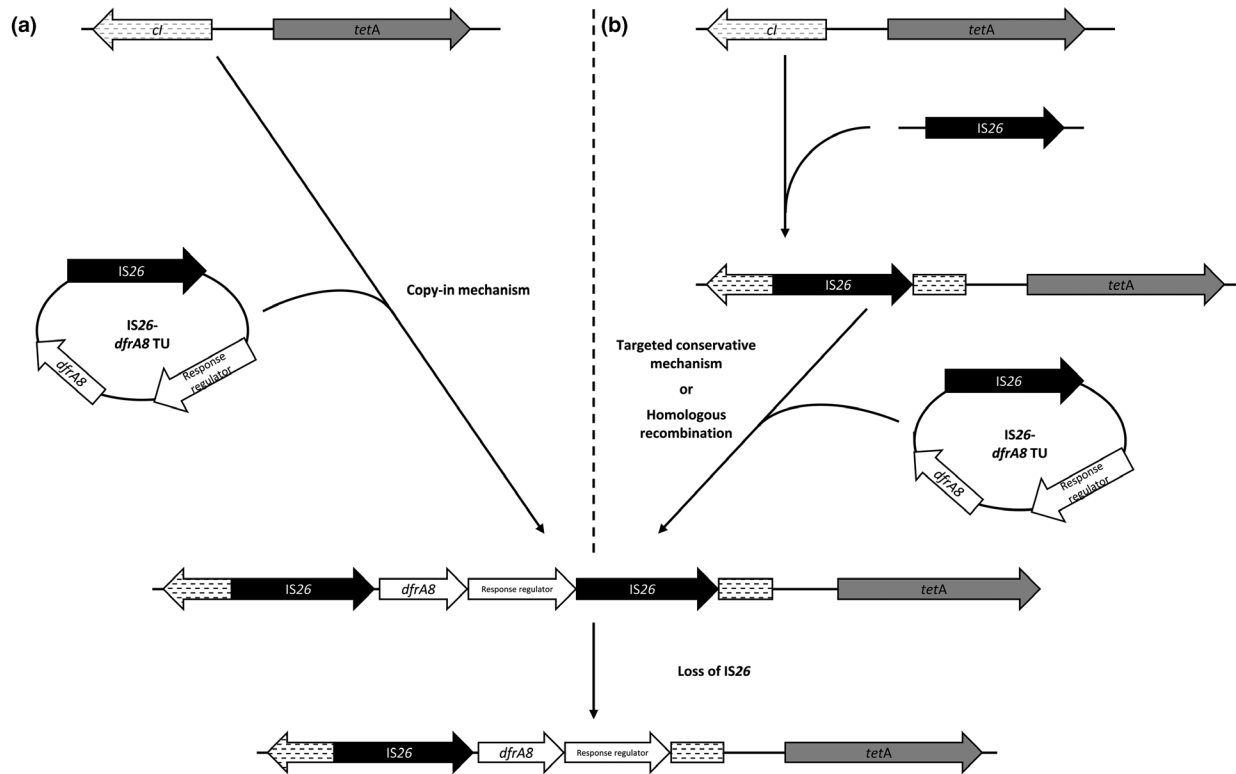 (a)
cI
tetA
IS26
IS26-
dfrA8 TU
dfrA8
Response
regulator
Copy-in mechanism
(b)
cI
tetA
IS26
IS26
tetA
Targeted conservative
mechanism
or
Homologous
recombination
IS26
IS26-
dfrA8 TU
dfrA8
Response
regulator
IS26
dfrA8
Response regulator
IS26
tetA
Loss of IS26
IS26
dfrA8
Response regulator
tetA